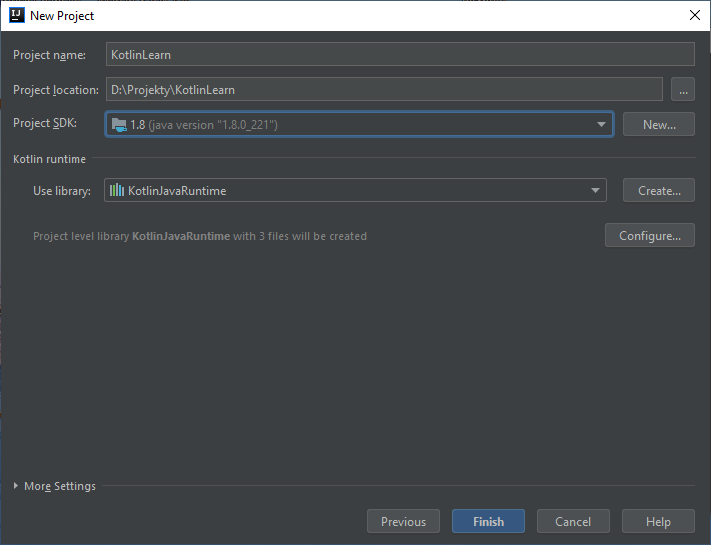 IJ New Project
Project name: KotlinLearn
Project location: D:\Projekty\KotlinLearn ...
Project SDK: 1.8 (java version "1.8.0_221") New...
Kotlin runtime
Use library: KotlinJavaRuntime Create...
Project level library KotlinJavaRuntime with 3 files will be created Configure...
More Settings
Previous Finish Cancel Help